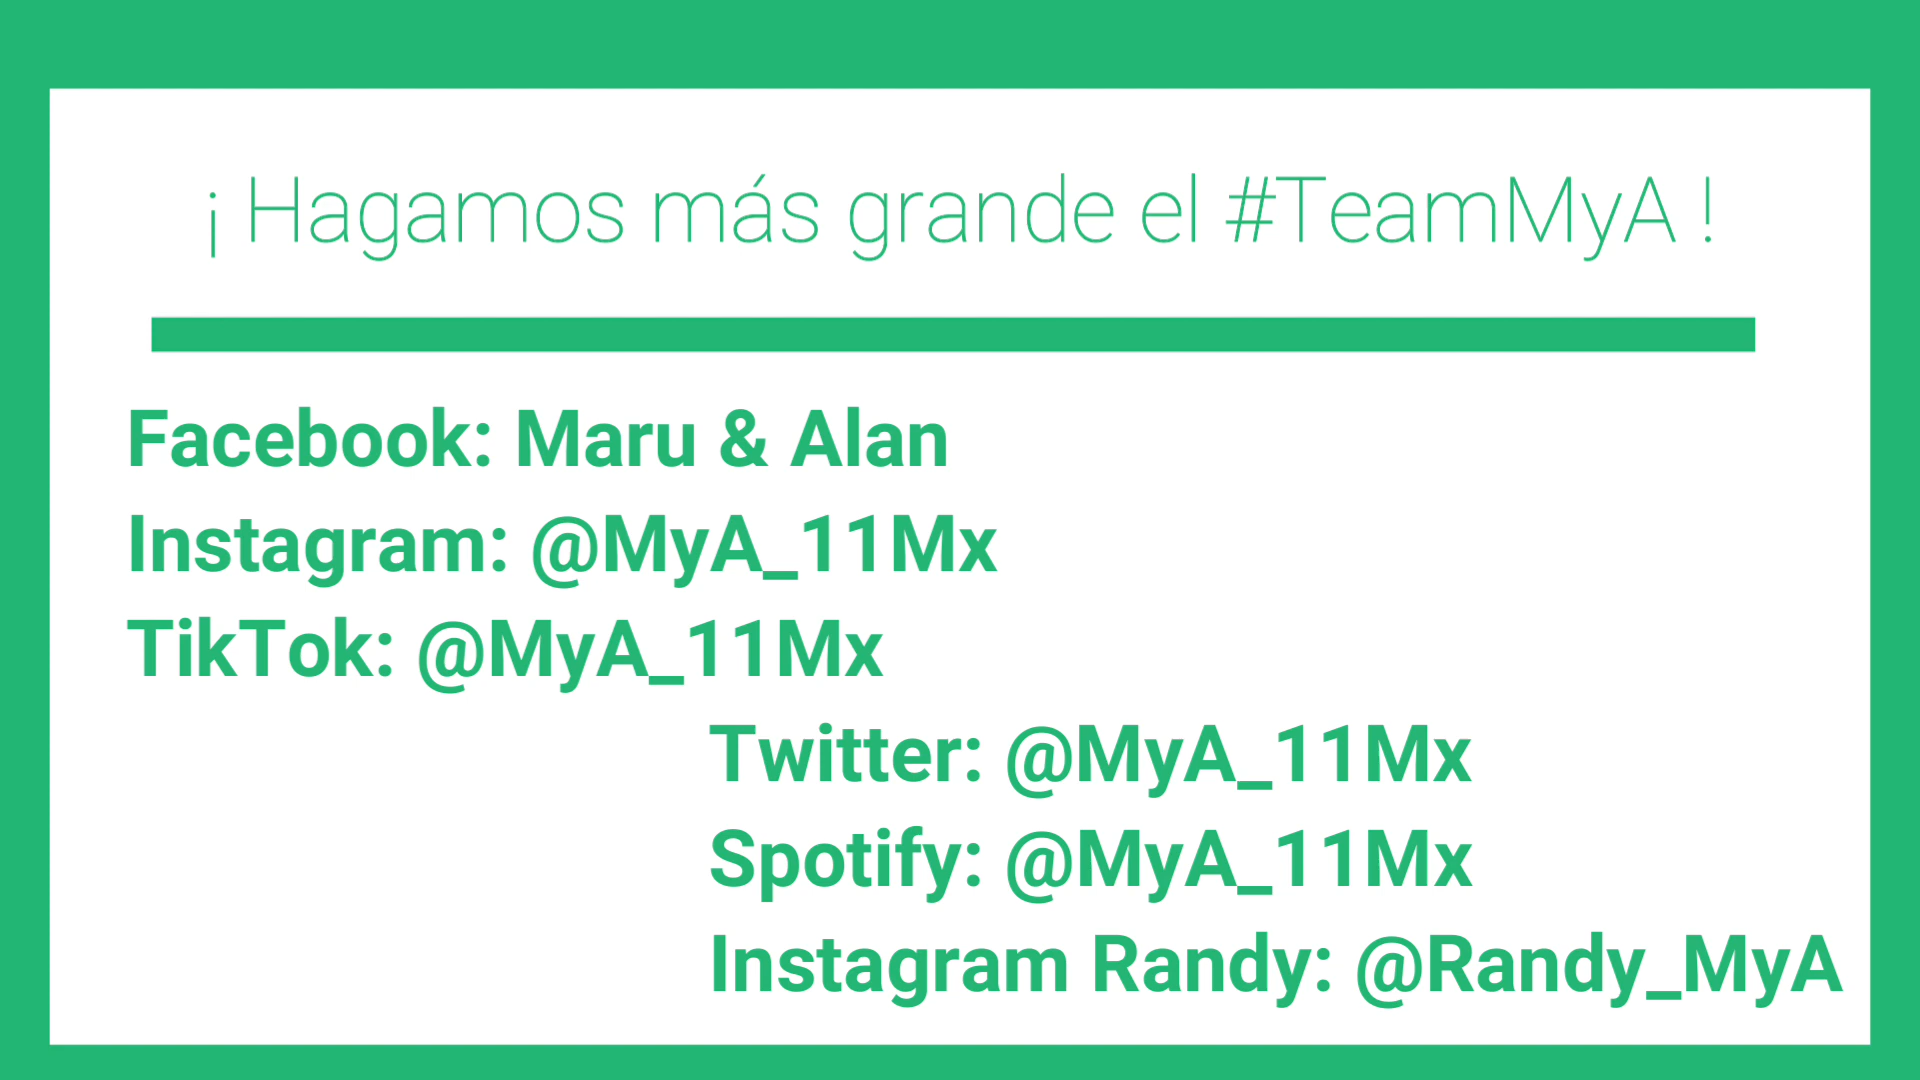 ¡ Hagamos más grande el #TeamMyA !
Facebook: Maru & Alan
Instagram: @MyA_11Mx
TikTok: @MyA_11Mx
Twitter: @MyA_11Mx
Spotify: @MyA_11Mx
Instagram Randy: @Randy_MyA